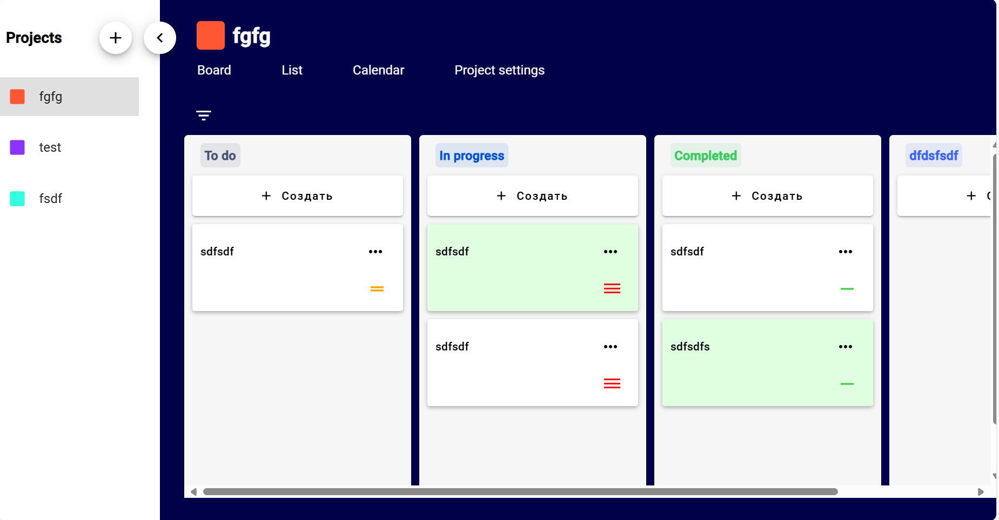 Projects
fgfg
test
fsdf
fgfg
Board List Calendar Project settings
To do
Создать
sdfsdf
In progress
Создать
sdfsdf
sdfsdf
Completed
Создать
sdfsdf
sdfsdfs
dfdsfsdf